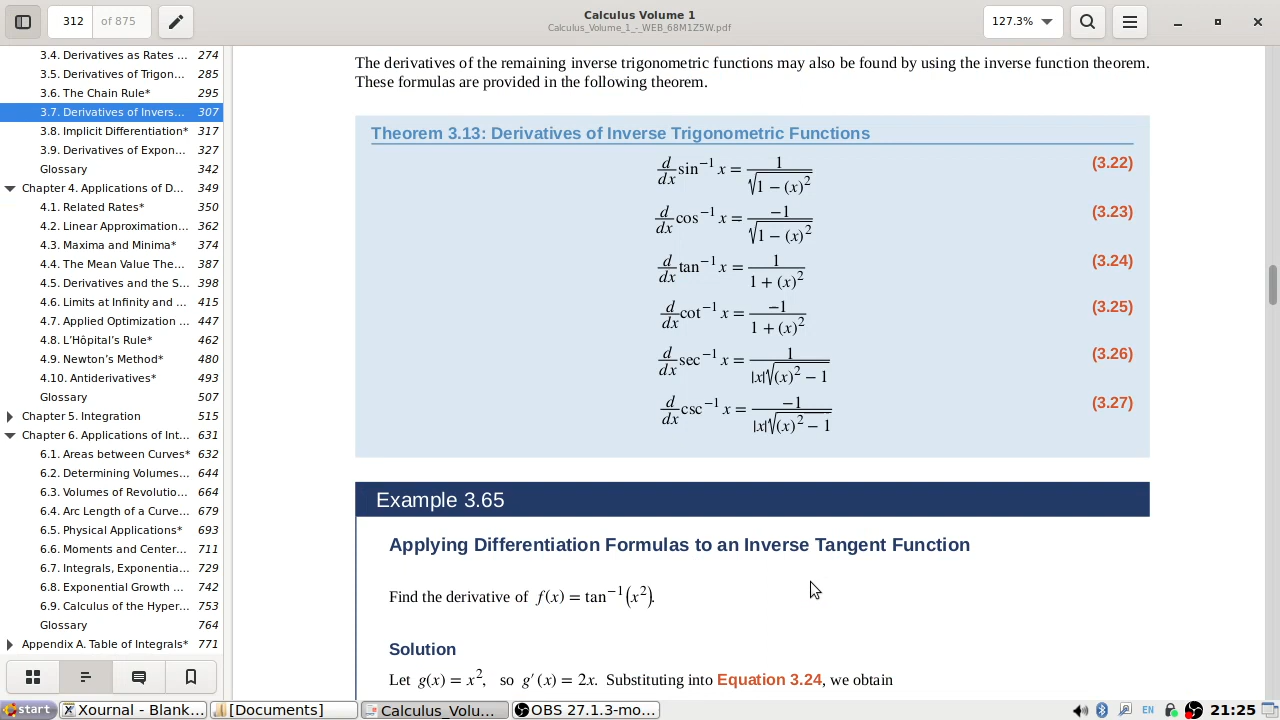 312 of 875
Calculus Volume 1
Calculus_Volume_1_-_WEB_68M1Z5W.pdf
127.3%
3.4. Derivatives as Rates ... 274
3.5. Derivatives of Trigon... 285
3.6. The Chain Rule* 295
3.7. Derivatives of Invers... 307
3.8. Implicit Differentiation* 317
3.9. Derivatives of Expon... 327
Glossary 342
Chapter 4. Applications of D... 349
4.1. Related Rates* 350
4.2. Linear Approximation... 362
4.3. Maxima and Minima* 374
4.4. The Mean Value The... 387
4.5. Derivatives and the S... 398
4.6. Limits at Infinity and ... 415
4.7. Applied Optimization ... 447
4.8. L’Hôpital’s Rule* 462
4.9. Newton’s Method* 480
4.10. Antiderivatives* 493
Glossary 507
Chapter 5. Integration 515
Chapter 6. Applications of Int... 631
6.1. Areas between Curves* 632
6.2. Determining Volumes... 644
6.3. Volumes of Revolutio... 664
6.4. Arc Length of a Curve... 679
6.5. Physical Applications* 693
6.6. Moments and Center... 711
6.7. Integrals, Exponentia... 729
6.8. Exponential Growth ... 742
6.9. Calculus of the Hyper... 753
Glossary 764
Appendix A. Table of Integrals* 771
The derivatives of the remaining inverse trigonometric functions may also be found by using the inverse function theorem.
These formulas are provided in the following theorem.
Theorem 3.13: Derivatives of Inverse Trigonometric Functions
d/dx sin⁻¹ x = 1/√(1 − (x)²) (3.22)
d/dx cos⁻¹ x = −1/√(1 − (x)²) (3.23)
d/dx tan⁻¹ x = 1/(1 + (x)²) (3.24)
d/dx cot⁻¹ x = −1/(1 + (x)²) (3.25)
d/dx sec⁻¹ x = 1/(|x|√((x)² − 1)) (3.26)
d/dx csc⁻¹ x = −1/(|x|√((x)² − 1)) (3.27)
Example 3.65
Applying Differentiation Formulas to an Inverse Tangent Function
Find the derivative of f(x) = tan⁻¹(x²).
Solution
Let g(x) = x², so g′(x) = 2x. Substituting into Equation 3.24, we obtain
start
Xournal - Blank...
[Documents]
Calculus_Volu...
OBS 27.1.3-mo...
EN
21:25